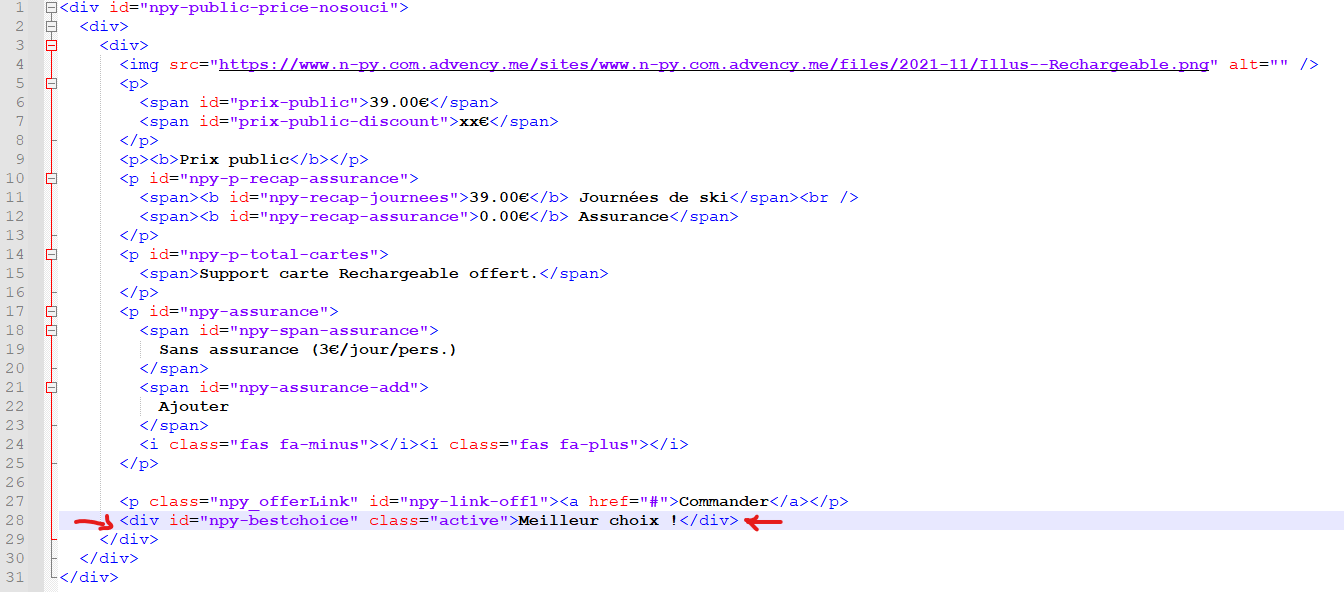 1 <div id="npy-public-price-nosouci">
2 <div>
3 <div>
4 <img src="https://www.n-py.com.advency.me/sites/www.n-py.com.advency.me/files/2021-11/Illus--Rechargeable.png" alt="" />
5 <p>
6 <span id="prix-public">39.00€</span>
7 <span id="prix-public-discount">xx€</span>
8 </p>
9 <p><b>Prix public</b></p>
10 <p id="npy-p-recap-assurance">
11 <span><b id="npy-recap-journees">39.00€</b> Journées de ski</span><br />
12 <span><b id="npy-recap-assurance">0.00€</b> Assurance</span>
13 </p>
14 <p id="npy-p-total-cartes">
15 <span>Support carte Rechargeable offert.</span>
16 </p>
17 <p id="npy-assurance">
18 <span id="npy-span-assurance">
19 Sans assurance (3€/jour/pers.)
20 </span>
21 <span id="npy-assurance-add">
22 Ajouter
23 </span>
24 <i class="fas fa-minus"></i><i class="fas fa-plus"></i>
25 </p>
26
27 <p class="npy_offerLink" id="npy-link-off1"><a href="#">Commander</a></p>
28 <div id="npy-bestchoice" class="active">Meilleur choix !</div>
29 </div>
30 </div>
31 </div>